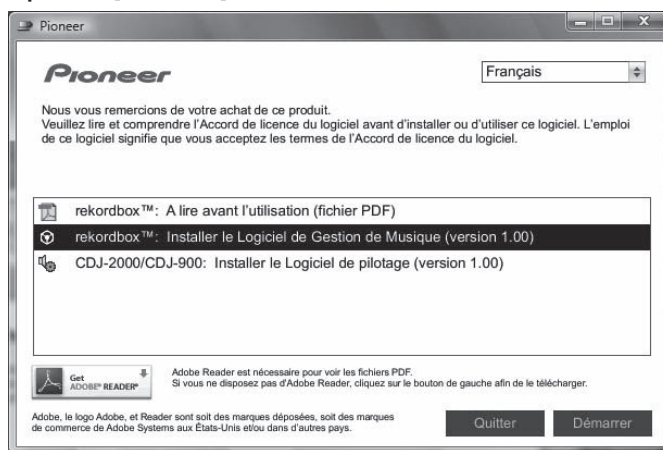 Pioneer
Pioneer
Français
Nous vous remercions de votre achat de ce produit.
Veuillez lire et comprendre l'Accord de licence du logiciel avant d'installer ou d'utiliser ce logiciel. L'emploi
de ce logiciel signifie que vous acceptez les termes de l'Accord de licence du logiciel.
rekordbox™: A lire avant l'utilisation (fichier PDF)
rekordbox™: Installer le Logiciel de Gestion de Musique (version 1.00)
CDJ-2000/CDJ-900: Installer le Logiciel de pilotage (version 1.00)
Get
ADOBE® READER®
Adobe Reader est nécessaire pour voir les fichiers PDF.
Si vous ne disposez pas d'Adobe Reader, cliquez sur le bouton de gauche afin de le télécharger.
Adobe, le logo Adobe, et Reader sont soit des marques déposées, soit des marques
de commerce de Adobe Systems aux États-Unis et/ou dans d'autres pays.
Quitter
Démarrer